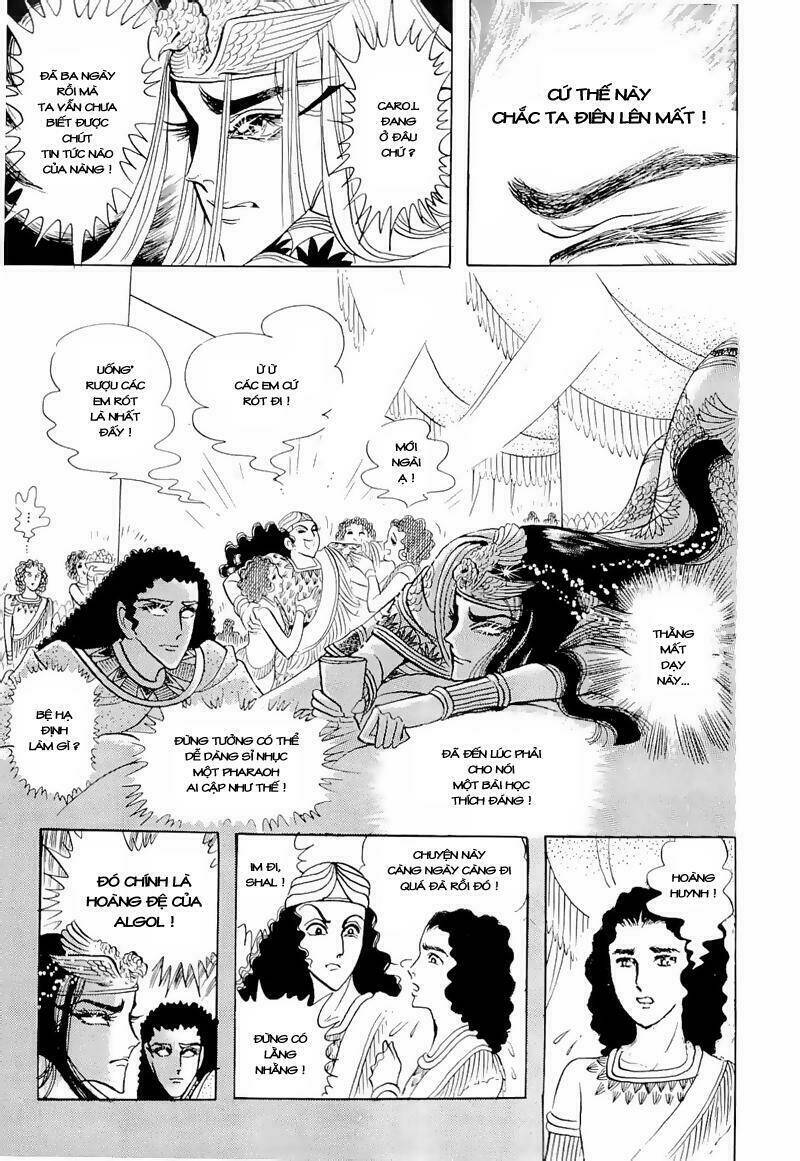 CỨ THẾ NÀY
CHẮC TA ĐIÊN LÊN MẤT !
CAROL
ĐANG
Ở ĐÂU
CHỨ ?
ĐÃ BA NGÀY
RỒI MÀ
TA VẪN CHƯA
BIẾT ĐƯỢC
CHÚT
TIN TỨC NÀO
CỦA NÀNG !
Ừ Ừ
CÁC EM CỨ
RÓT ĐI !
UỐNG
RƯỢU CÁC
EM RÓT
LÀ NHẤT
ĐẤY !
MỜI
NGÀI
Ạ !
...
THẰNG
MẤT
DẠY
NÀY...
BỆ HẠ
ĐỊNH
LÀM GÌ ?
ĐỪNG TƯỞNG CÓ THỂ
DỄ DÀNG SỈ NHỤC
MỘT PHARAOH
AI CẬP NHƯ THẾ !
ĐÃ ĐẾN LÚC PHẢI
CHO NÓI
MỘT BÀI HỌC
THÍCH ĐÁNG !
HOÀNG
HUYNH !
CHUYỆN NÀY
CÀNG NGÀY CÀNG ĐI
QUÁ ĐÀ RỒI ĐÓ !
IM ĐI,
SHAL !
ĐỪNG CÓ
LẰNG
NHẰNG !
ĐÓ CHÍNH LÀ
HOÀNG ĐỆ CỦA
ALGOL !